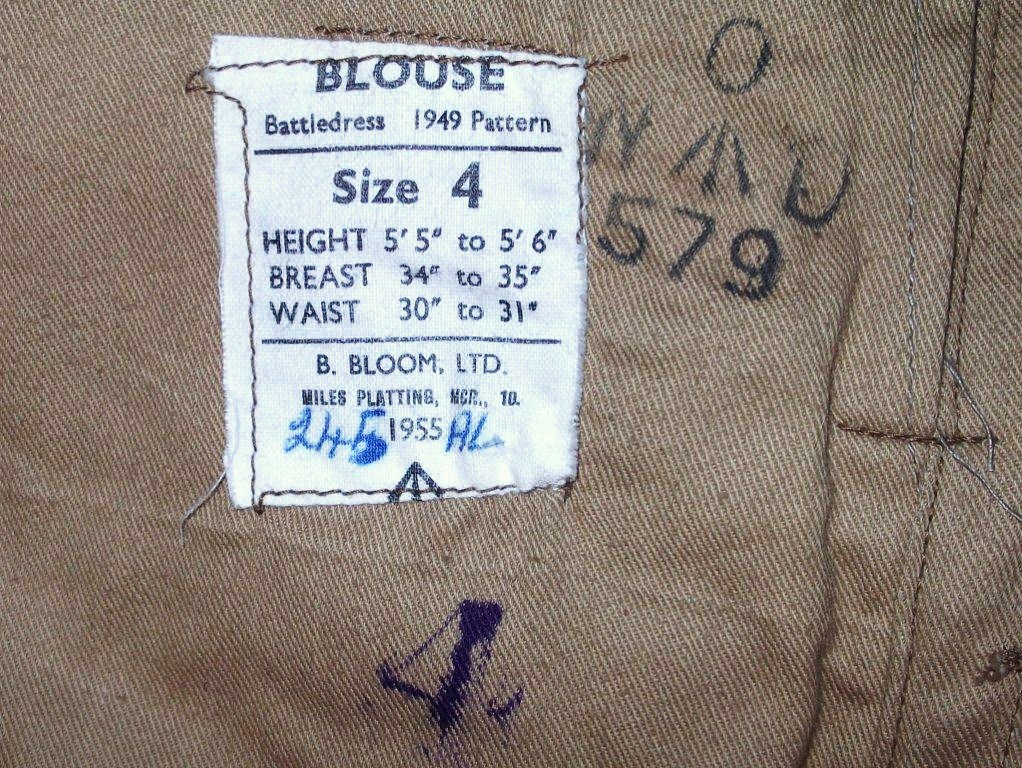 BLOUSE
Battledress 1949 Pattern
Size 4
HEIGHT 5' 5" to 5' 6"
BREAST 34" to 35"
WAIST 30" to 31"
B. BLOOM, LTD.
MILES PLATTING, MCR., 10.
245 1955 AL
O
W D
579
4